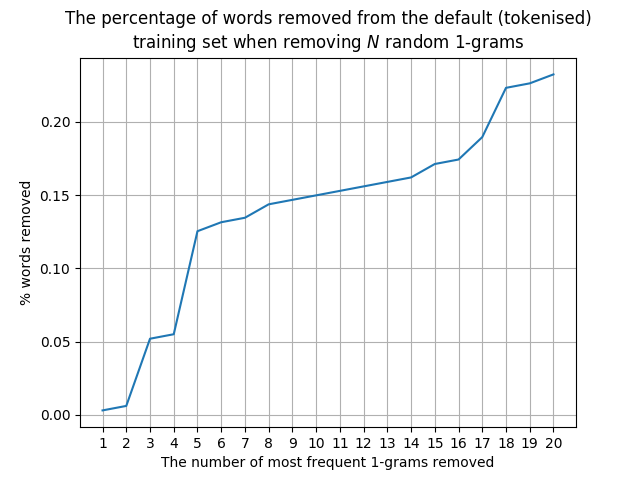 The percentage of words removed from the default (tokenised)
training set when removing N random 1-grams
% words removed
0.20
0.15
0.10
0.05
0.00
1 2 3 4 5 6 7 8 9 10 11 12 13 14 15 16 17 18 19 20
The number of most frequent 1-grams removed